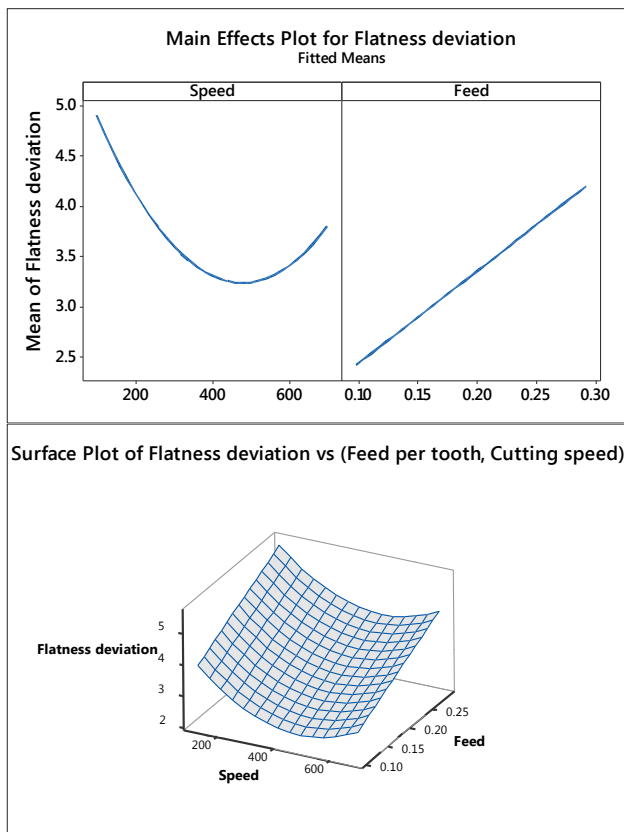 Main Effects Plot for Flatness deviation
Fitted Means
Speed Feed
Mean of Flatness deviation
5.0
4.5
4.0
3.5
3.0
2.5
200 400 600 0.10 0.15 0.20 0.25 0.30
Surface Plot of Flatness deviation vs (Feed per tooth, Cutting speed)
Flatness deviation
5
4
3
2
200 400 600
Speed
0.10 0.15 0.20 0.25
Feed